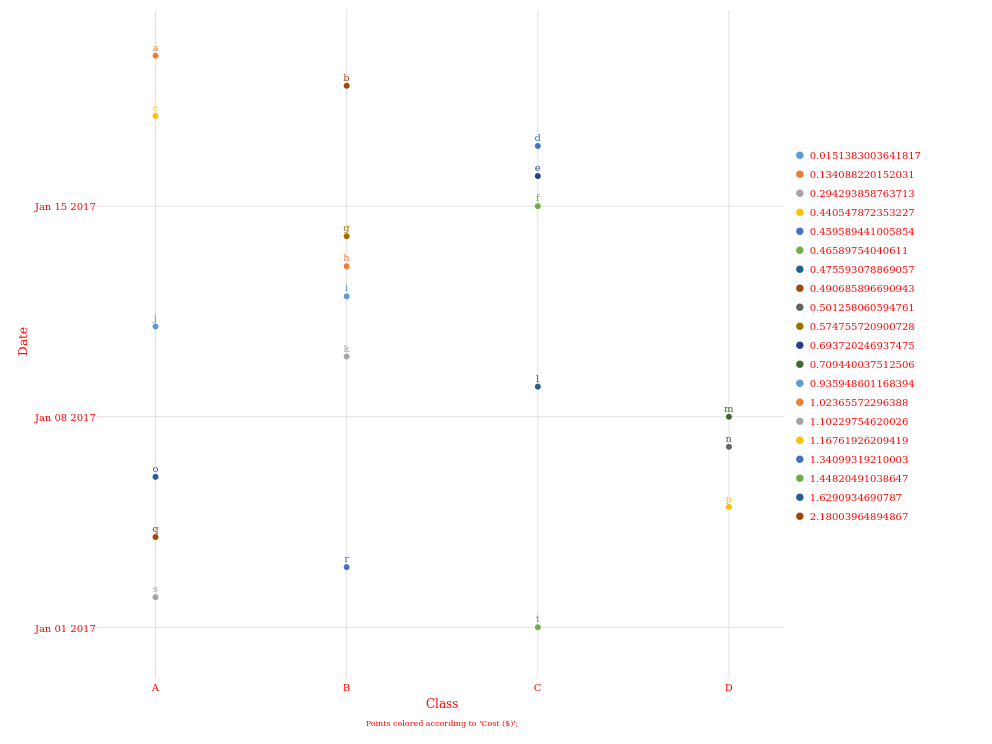 a
b
c
d
e
Jan 15 2017
f
g
h
i
j
k
l
Jan 08 2017
m
n
o
p
q
r
s
Jan 01 2017
t
Date
A
B
C
D
Class
Points colored according to 'Cost ($)';
0.0151383003641817
0.134088220152031
0.294293858763713
0.440547872353227
0.459589441005854
0.46589754040611
0.475593078869057
0.490685896690943
0.501258060594761
0.574755720900728
0.693720246937475
0.709440037512506
0.935948601168394
1.02365572296388
1.10229754620026
1.16761926209419
1.34099319210003
1.44820491038647
1.6290934690787
2.18003964894867